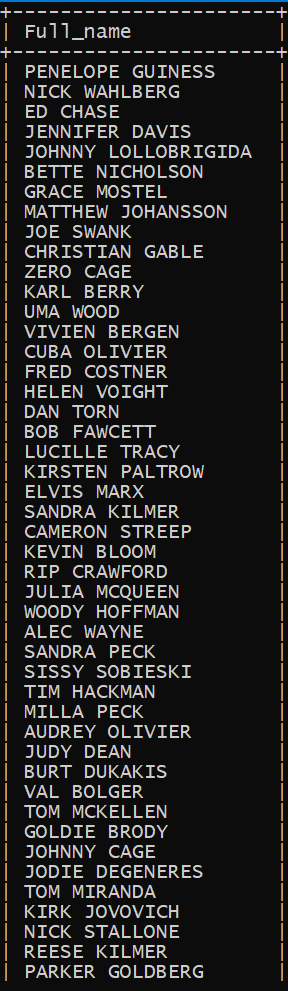 +----------------------+
| Full_name            |
+----------------------+
| PENELOPE GUINESS     |
| NICK WAHLBERG        |
| ED CHASE             |
| JENNIFER DAVIS       |
| JOHNNY LOLLOBRIGIDA  |
| BETTE NICHOLSON      |
| GRACE MOSTEL         |
| MATTHEW JOHANSSON    |
| JOE SWANK            |
| CHRISTIAN GABLE      |
| ZERO CAGE            |
| KARL BERRY           |
| UMA WOOD             |
| VIVIEN BERGEN        |
| CUBA OLIVIER         |
| FRED COSTNER         |
| HELEN VOIGHT         |
| DAN TORN             |
| BOB FAWCETT          |
| LUCILLE TRACY        |
| KIRSTEN PALTROW      |
| ELVIS MARX           |
| SANDRA KILMER        |
| CAMERON STREEP       |
| KEVIN BLOOM          |
| RIP CRAWFORD         |
| JULIA MCQUEEN        |
| WOODY HOFFMAN        |
| ALEC WAYNE           |
| SANDRA PECK          |
| SISSY SOBIESKI       |
| TIM HACKMAN          |
| MILLA PECK           |
| AUDREY OLIVIER       |
| JUDY DEAN            |
| BURT DUKAKIS         |
| VAL BOLGER           |
| TOM MCKELLEN         |
| GOLDIE BRODY         |
| JOHNNY CAGE          |
| JODIE DEGENERES      |
| TOM MIRANDA          |
| KIRK JOVOVICH        |
| NICK STALLONE        |
| REESE KILMER         |
| PARKER GOLDBERG      |